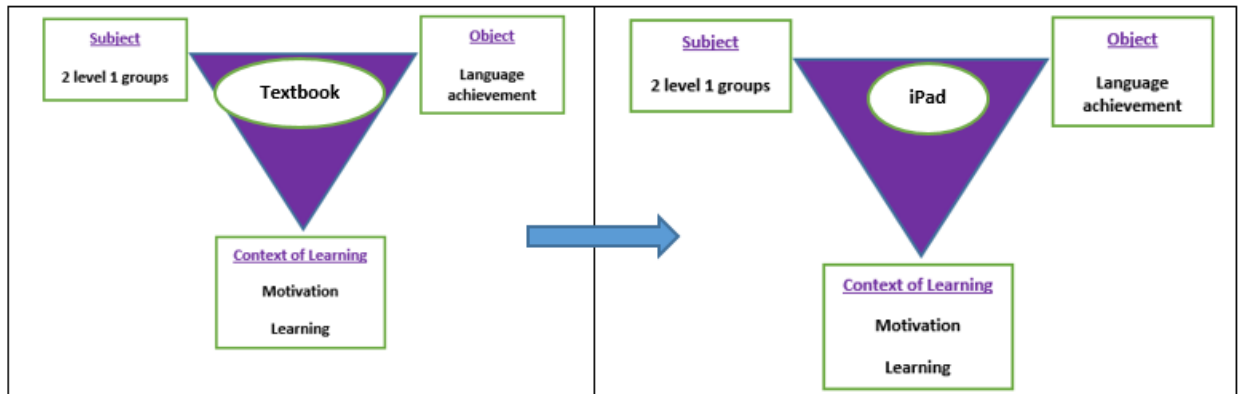 Subject
2 level 1 groups
Textbook
Object
Language
achievement
Context of Learning
Motivation
Learning
Subject
2 level 1 groups
iPad
Object
Language
achievement
Context of Learning
Motivation
Learning